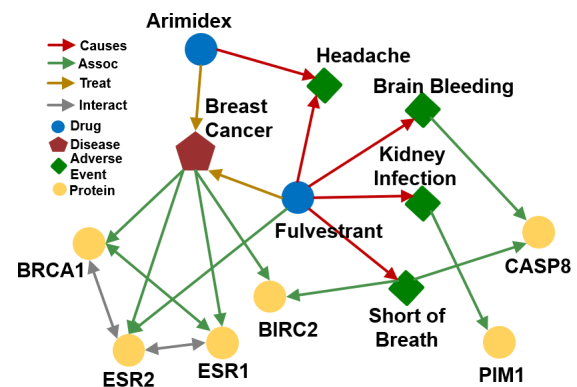 Arimidex
Causes
Assoc
Treat
Interact
Drug
Disease
Adverse
Event
Protein
Headache
Brain Bleeding
Breast
Cancer
Kidney
Infection
Fulvestrant
BRCA1
CASP8
BIRC2
Short of
Breath
ESR2
ESR1
PIM1